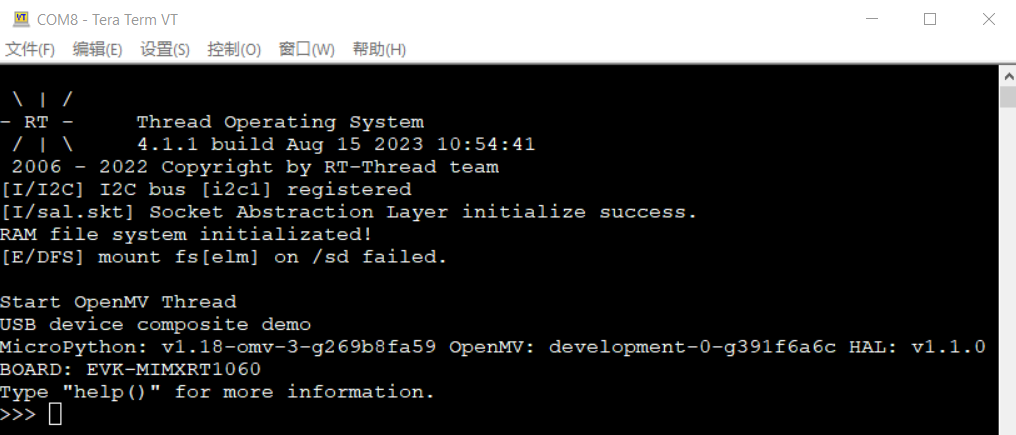 COM8 - Tera Term VT
文件(F) 编辑(E) 设置(S) 控制(O) 窗口(W) 帮助(H)
\ | /
- RT -     Thread Operating System
/ | \     4.1.1 build Aug 15 2023 10:54:41
2006 - 2022 Copyright by RT-Thread team
[I/I2C] I2C bus [i2c1] registered
[I/sal.skt] Socket Abstraction Layer initialize success.
RAM file system initializated!
[E/DFS] mount fs[elm] on /sd failed.
Start OpenMV Thread
USB device composite demo
MicroPython: v1.18-omv-3-g269b8fa59 OpenMV: development-0-g391f6a6c HAL: v1.1.0
BOARD: EVK-MIMXRT1060
Type "help()" for more information.
>>>